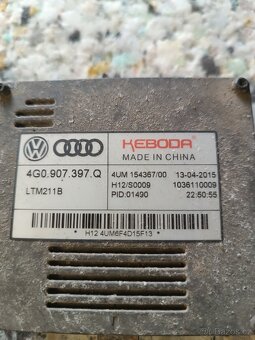 KEBODA
MADE IN CHINA
4G0.907.397.Q
LTM211B
4UM 154367/00 13-04-2015
H12/S0009 1036110009
PID:01490 22:50:55
* H12 4UM6F4D15F13 *